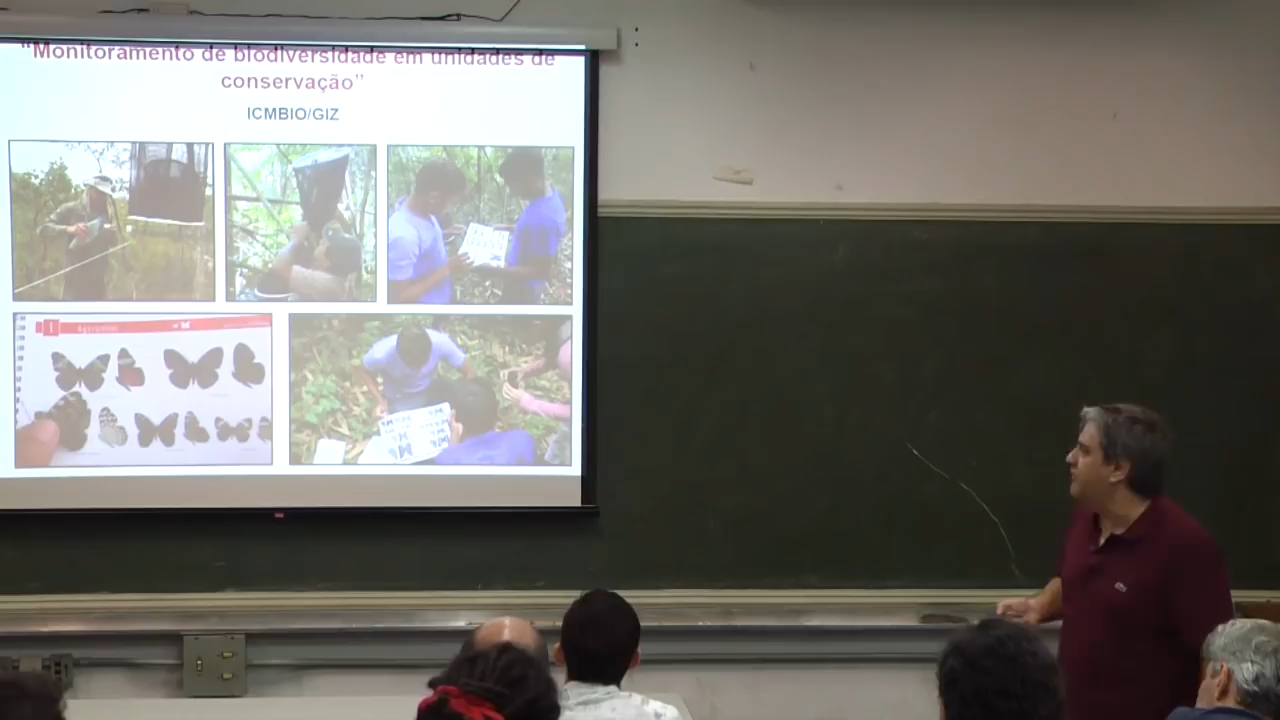 “Monitoramento de biodiversidade em unidades de
conservação”
ICMBIO/GIZ